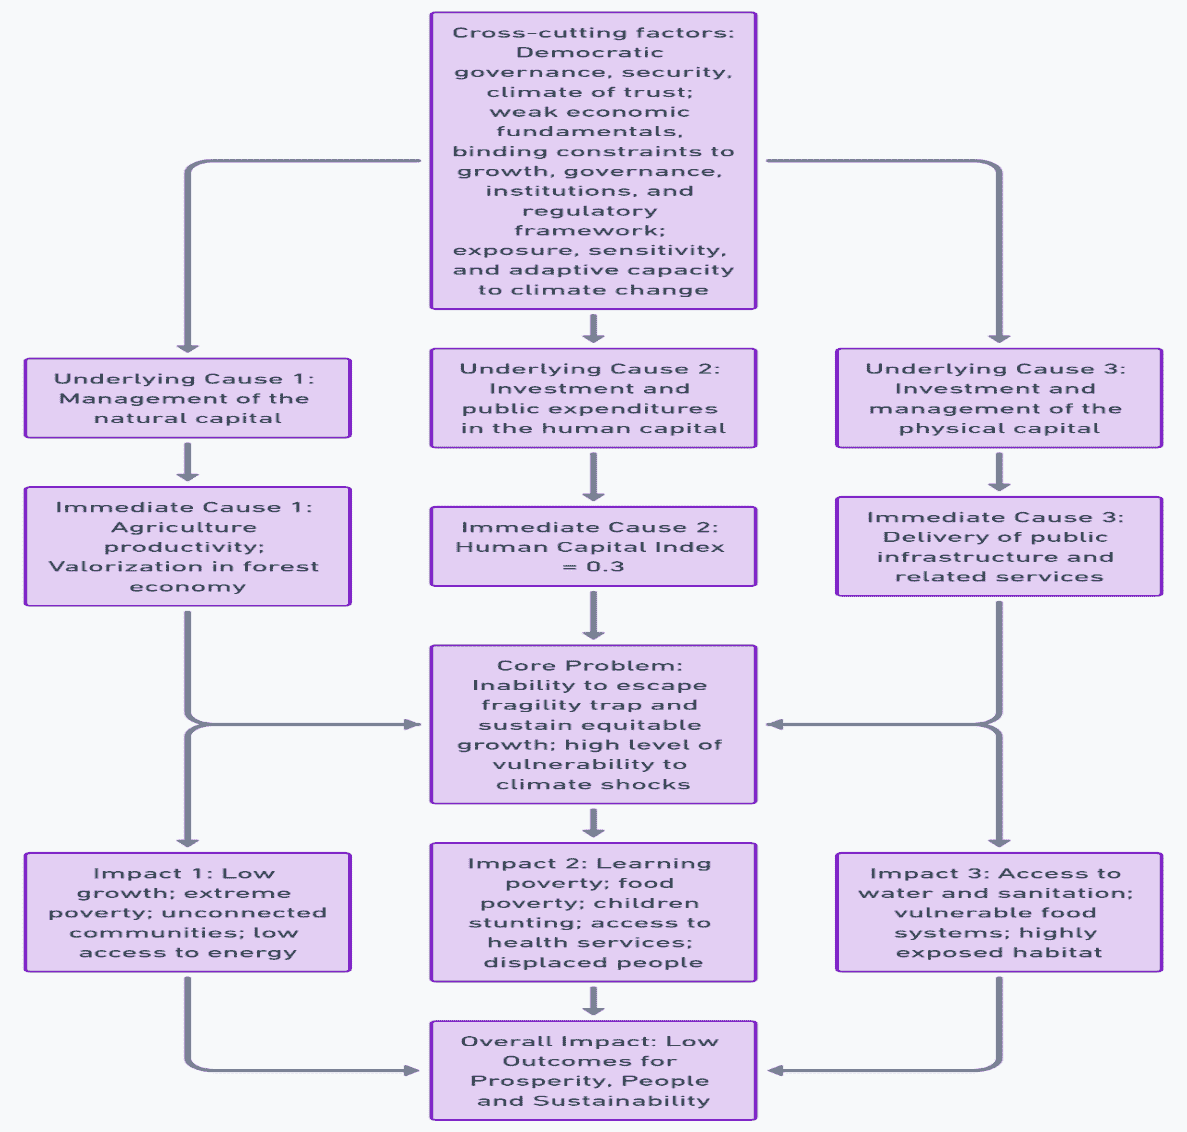 Cross-cutting factors:
Democratic
governance, security,
climate of trust;
weak economic
fundamentals,
binding constraints to
growth, governance,
institutions, and
regulatory
framework;
exposure, sensitivity,
and adaptive capacity
to climate change
Underlying Cause 1:
Management of the
natural capital
Underlying Cause 2:
Investment and
public expenditures
in the human capital
Underlying Cause 3:
Investment and
management of the
physical capital
Immediate Cause 1:
Agriculture
productivity;
Valorization in forest
economy
Immediate Cause 2:
Human Capital Index
= 0.3
Immediate Cause 3:
Delivery of public
infrastructure and
related services
Core Problem:
Inability to escape
fragility trap and
sustain equitable
growth; high level of
vulnerability to
climate shocks
Impact 1: Low
growth; extreme
poverty; unconnected
communities; low
access to energy
Impact 2: Learning
poverty; food
poverty; children
stunting; access to
health services;
displaced people
Impact 3: Access to
water and sanitation;
vulnerable food
systems; highly
exposed habitat
Overall Impact: Low
Outcomes for
Prosperity, People
and Sustainability